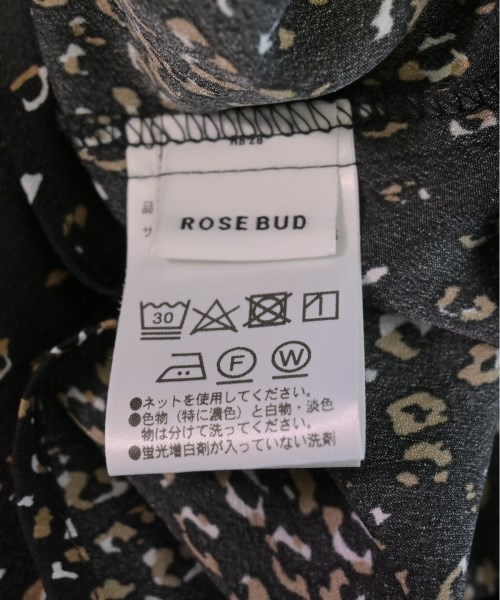 品
サ
ROSE BUD
30
F
W
●ネットを使用してください。
●色物（特に濃色）と白物・淡色
物は分けて洗ってください。
●蛍光増白剤が入っていない洗剤